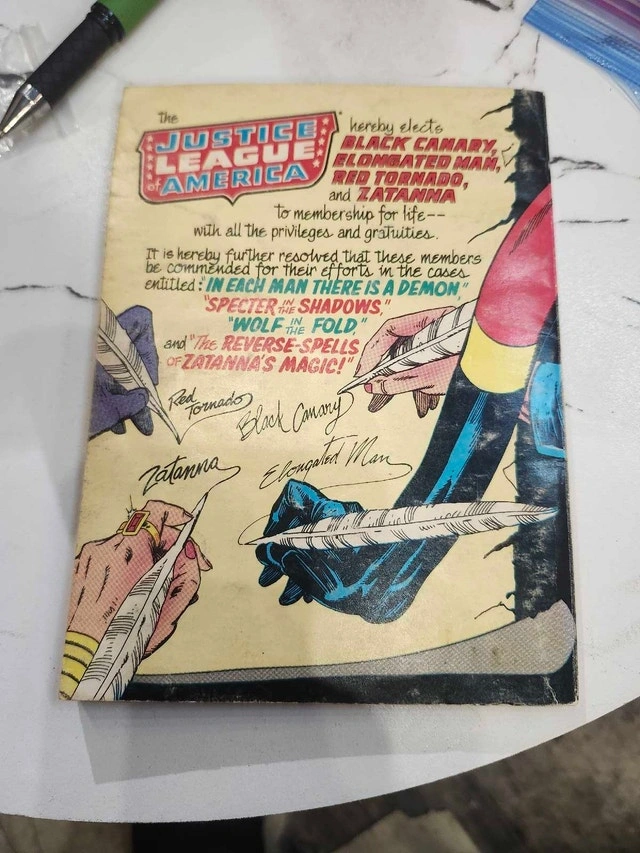 The
JUSTICE
LEAGUE
of AMERICA
hereby elects
BLACK CANARY,
ELONGATED MAN,
RED TORNADO,
and ZATANNA
to membership for life--
with all the privileges and gratuities.
It is hereby further resolved that these members
be commended for their efforts in the cases
entitled: "IN EACH MAN THERE IS A DEMON,"
"SPECTER IN THE SHADOWS,"
"WOLF IN THE FOLD,"
and "The REVERSE-SPELLS
OF ZATANNA'S MAGIC!"
Red
Tornado
Black Canary
Zatanna
Elongated Man